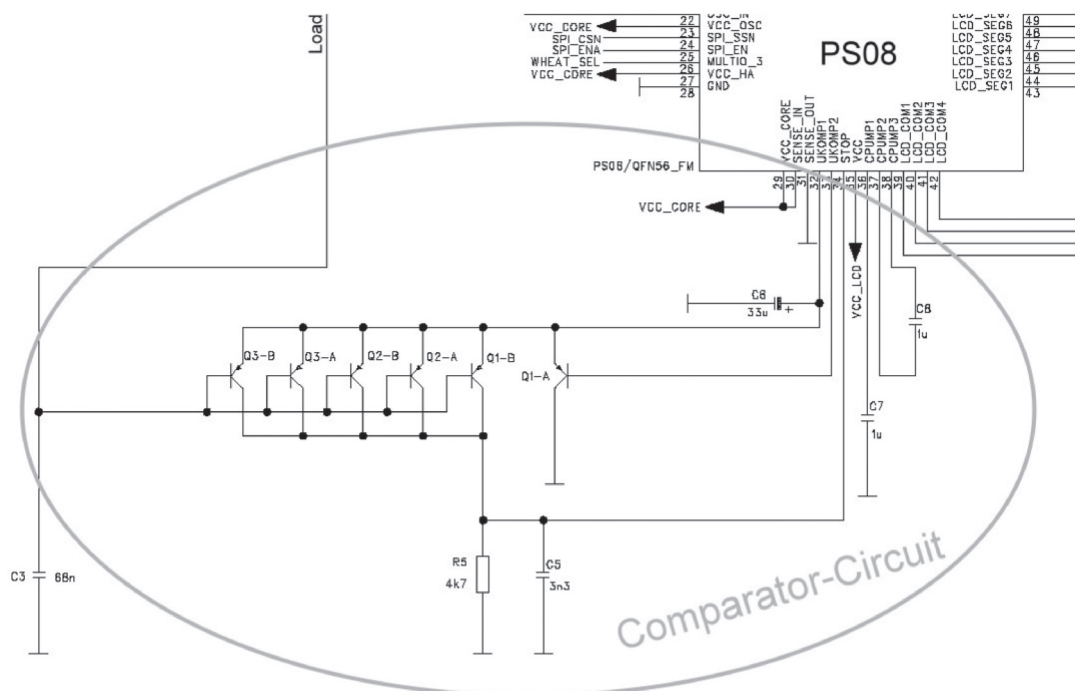 Load
OSC_IN
22
VCC_CORE
VCC_OSC
23
SPI_CSN
SPI_SSN
24
SPI_ENA
SPI_EN
25
WHEAT_SEL
MULTIO_3
26
VCC_CORE
VCC_HA
27
GND
28
PS08
LCD_SEG7
49
LCD_SEG6
48
LCD_SEG5
47
LCD_SEG4
46
LCD_SEG3
45
LCD_SEG2
44
LCD_SEG1
43
VCC_CORE
SENSE_IN
SENSE_OUT
UKOMP1
UKOMP2
STOP
VCC
CPUMP1
CPUMP2
CPUMP3
LCD_COM1
LCD_COM2
LCD_COM3
LCD_COM4
PS08/QFN56_FM
29
30
31
32
33
34
35
36
37
38
39
40
41
42
VCC_CORE
VCC_LCD
33u
+
1u
Q3-B
Q3-A
Q2-B
Q2-A
Q1-B
Q1-A
C7
1u
C3
68n
R5
4k7
C5
3n3
Comparator-Circuit